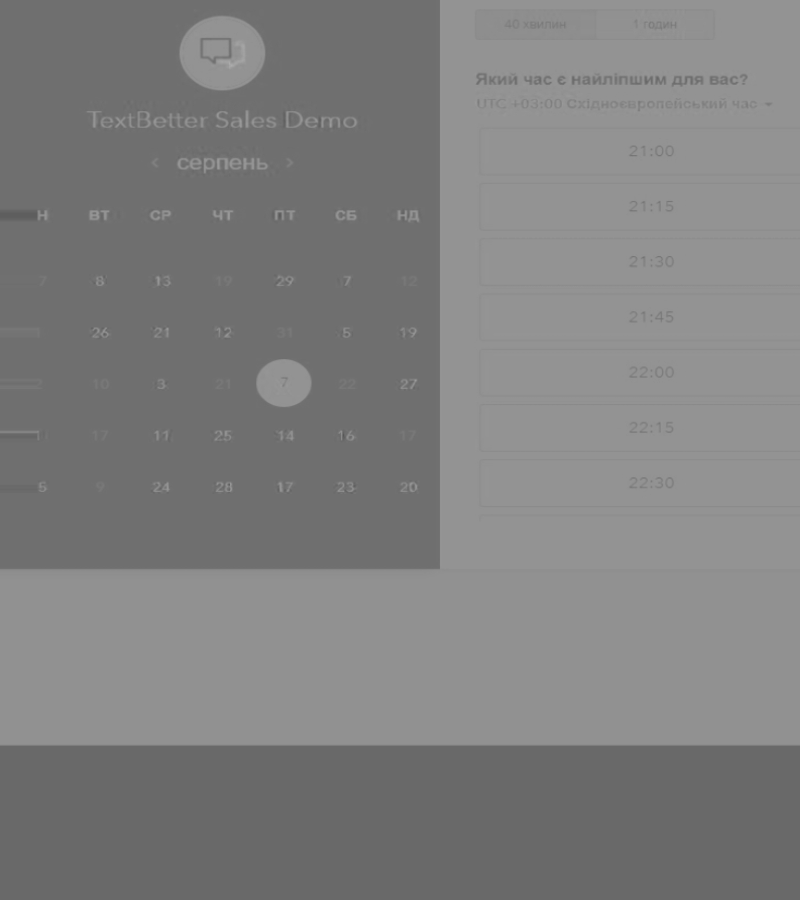 TextBetter Sales Demo
‹ серпень ›
Н ВТ СР ЧТ ПТ СБ НД
7 8 13 19 29 7 12
26 21 12 31 5 19
10 3 21 7 22 27
17 11 25 14 16 17
5 9 24 28 17 23 20
40 хвилин 1 годин
Який час є найліпшим для вас?
UTC +03:00 Східноєвропейський час
21:00
21:15
21:30
21:45
22:00
22:15
22:30